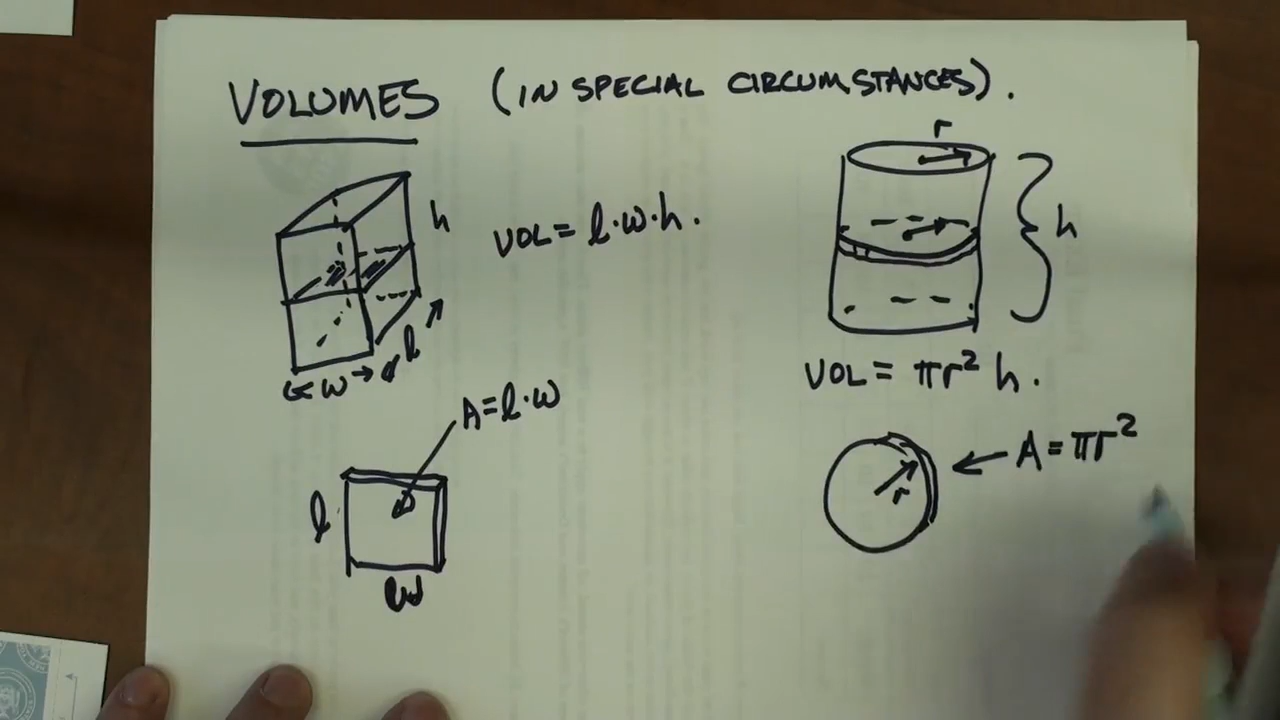 VOLUMES (IN SPECIAL CIRCUMSTANCES).
r
h
VOL = l·w·h.
h
l
w
VOL = πr² h.
A = l·w
A = πr²
r
l
w